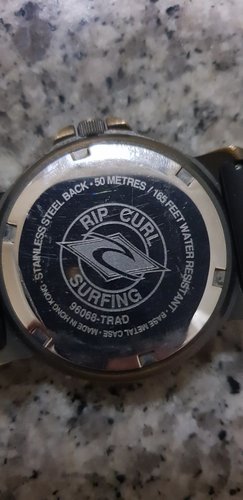 STAINLESS STEEL BACK - 50 METRES / 165 FEET WATER RESISTANT - BASE METAL CASE - MADE IN HONG KONG
RIP CURL
SURFING
96068-TRAD